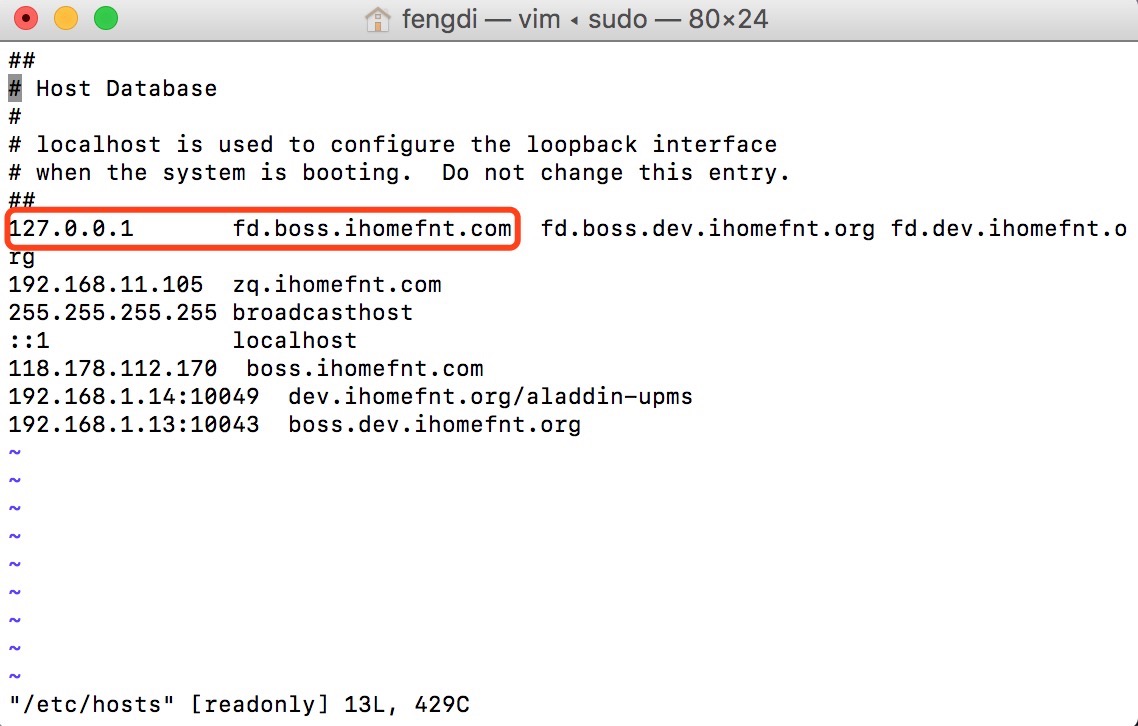 fengdi — vim ◂ sudo — 80×24
##
# Host Database
#
# localhost is used to configure the loopback interface
# when the system is booting.  Do not change this entry.
##
127.0.0.1       fd.boss.ihomefnt.com  fd.boss.dev.ihomefnt.org fd.dev.ihomefnt.o
rg
192.168.11.105  zq.ihomefnt.com
255.255.255.255 broadcasthost
::1             localhost
118.178.112.170  boss.ihomefnt.com
192.168.1.14:10049  dev.ihomefnt.org/aladdin-upms
192.168.1.13:10043  boss.dev.ihomefnt.org
~
~
~
~
~
~
~
~
~
"/etc/hosts" [readonly] 13L, 429C